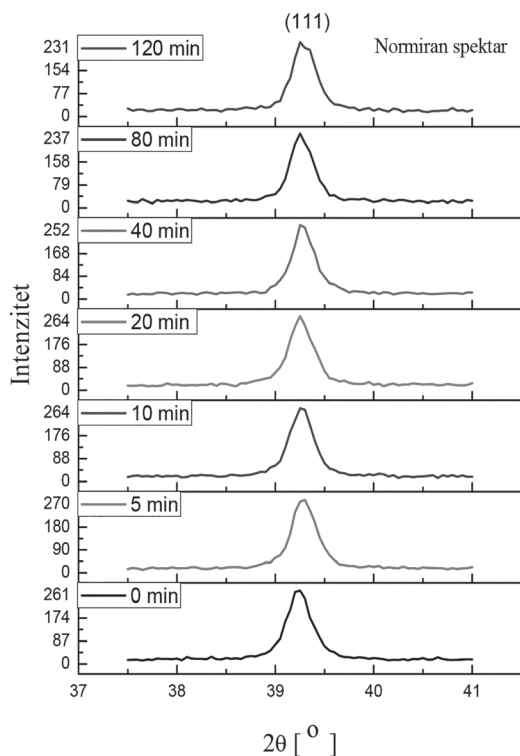 (111)
Normiran spektar
120 min
231
154
77
0
80 min
237
158
79
0
40 min
252
168
84
0
20 min
264
176
88
0
10 min
264
176
88
0
5 min
270
180
90
0
0 min
261
174
87
0
Intenzitet
37 38 39 40 41
2θ [ o ]